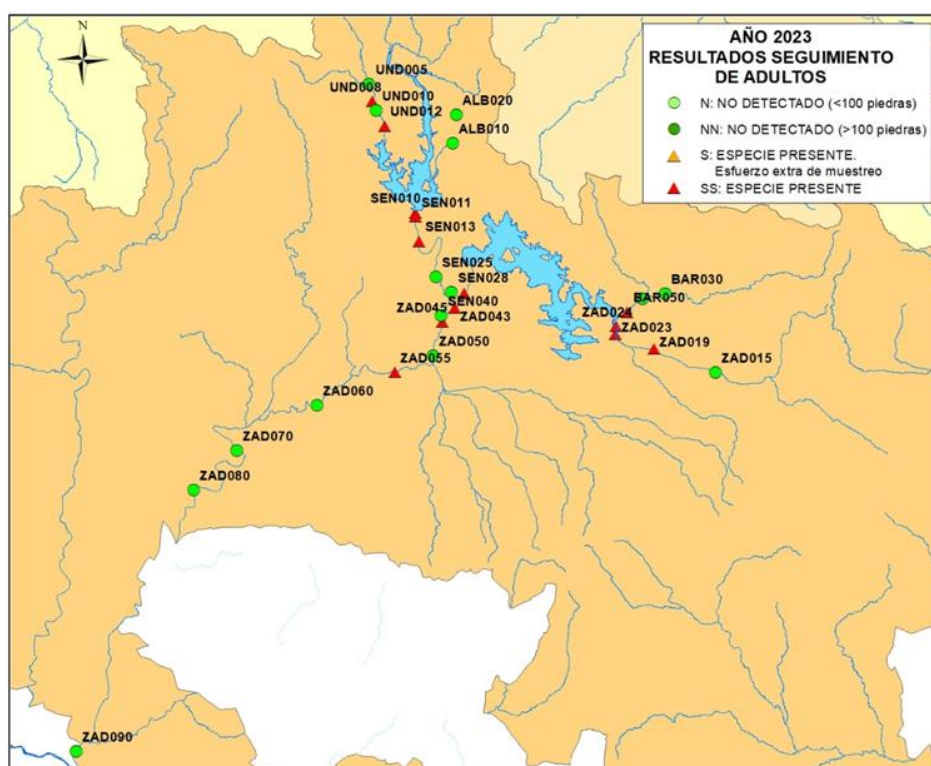 N
AÑO 2023
RESULTADOS SEGUIMIENTO
DE ADULTOS
N: NO DETECTADO (<100 piedras)
NN: NO DETECTADO (>100 piedras)
S: ESPECIE PRESENTE.
Esfuerzo extra de muestreo
SS: ESPECIE PRESENTE
UND005
UND008
UND010
UND012
ALB020
ALB010
SEN010
SEN011
SEN013
SEN025
SEN028
SEN040
ZAD045
ZAD043
ZAD050
ZAD055
BAR030
BAR050
ZAD024
ZAD023
ZAD019
ZAD015
ZAD060
ZAD070
ZAD080
ZAD090